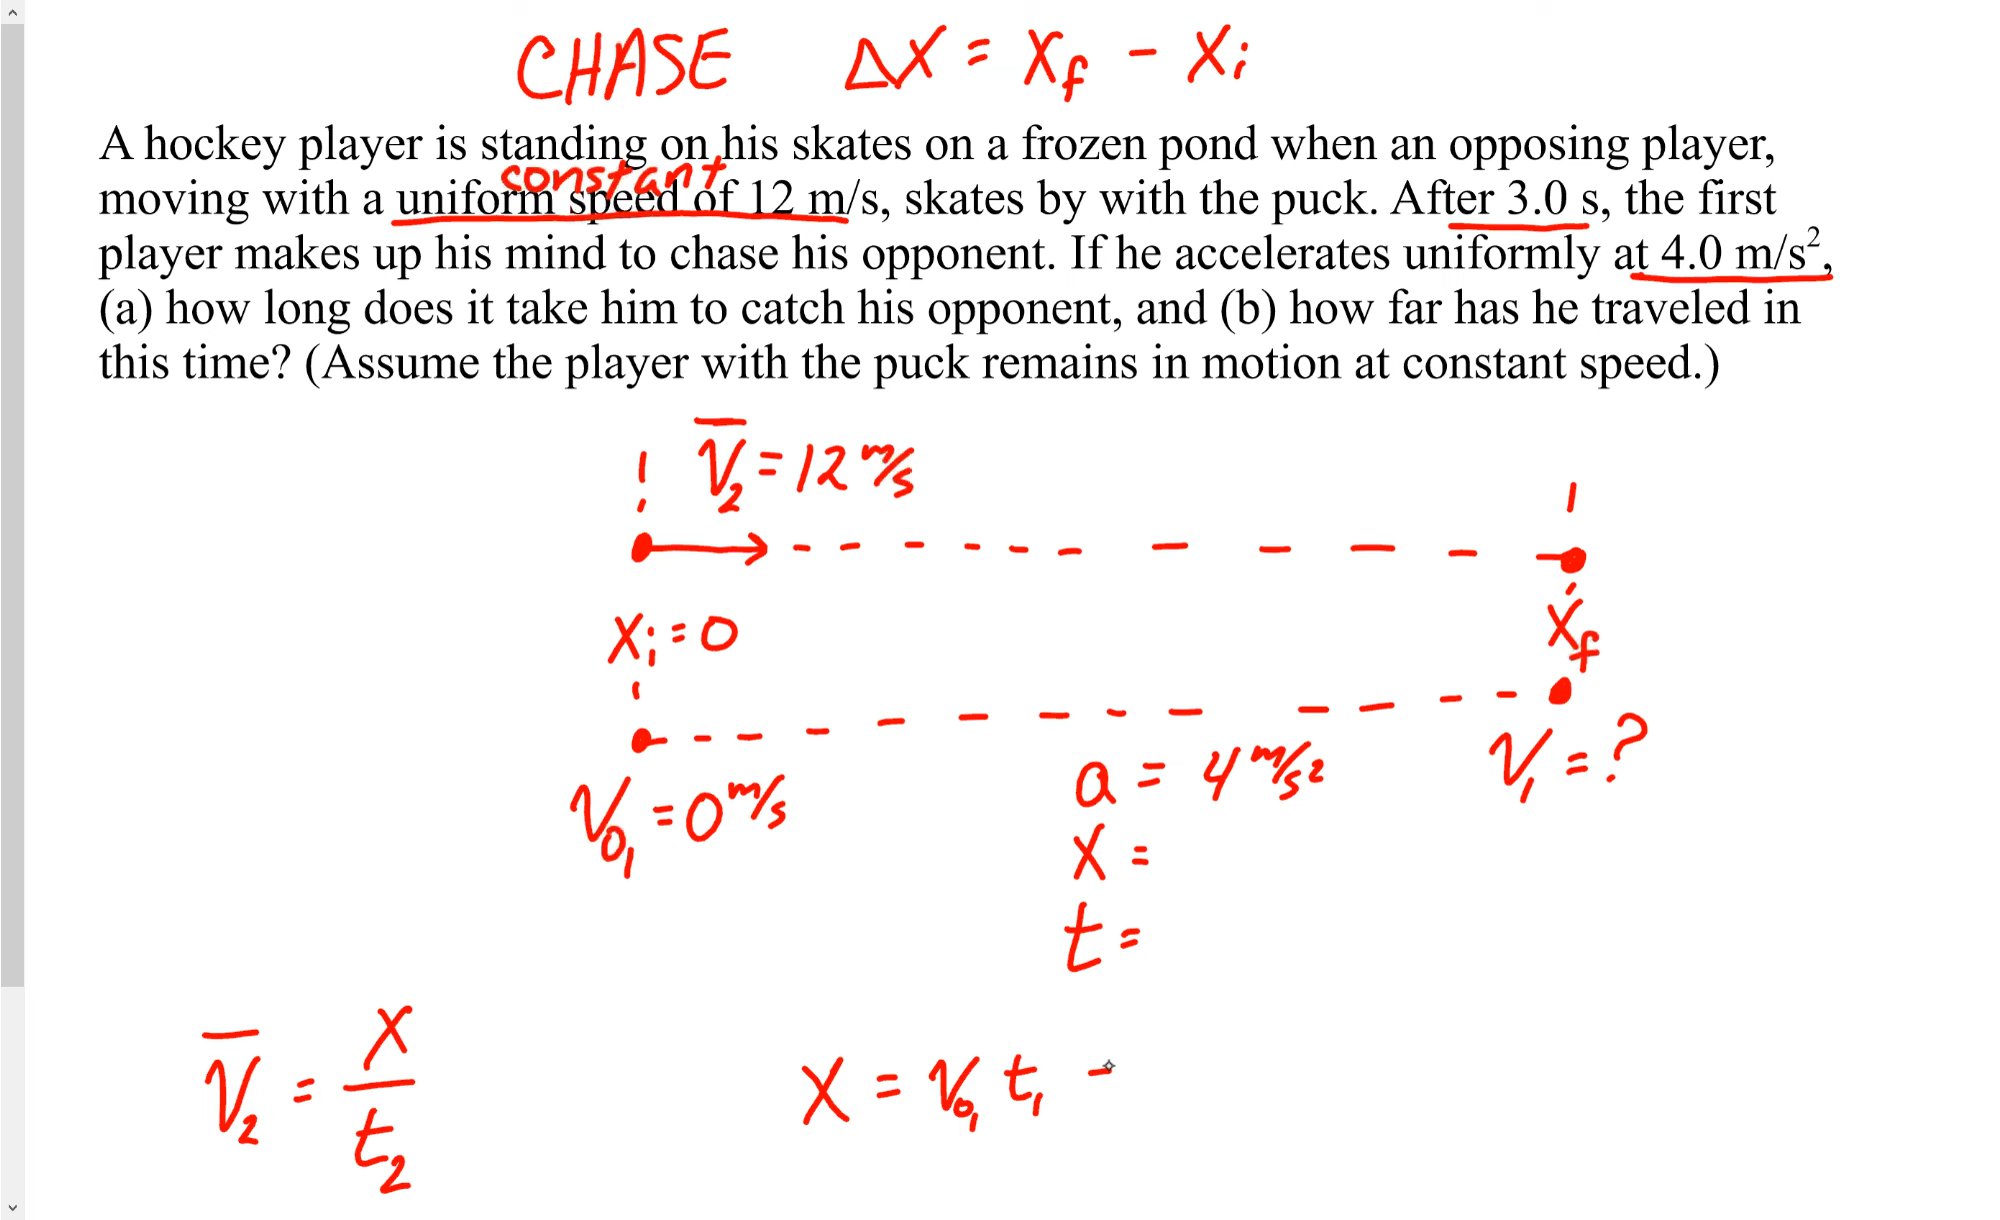 CHASE ΔX = Xf - Xi
A hockey player is standing on his skates on a frozen pond when an opposing player,
constant
moving with a uniform speed of 12 m/s, skates by with the puck. After 3.0 s, the first
player makes up his mind to chase his opponent. If he accelerates uniformly at 4.0 m/s²,
(a) how long does it take him to catch his opponent, and (b) how far has he traveled in
this time? (Assume the player with the puck remains in motion at constant speed.)
V̅₂ = 12 m/s
Xi = 0
Xf
V₀₁ = 0 m/s
a = 4 m/s²
V₁ = ?
X =
t =
V̅₂ = X / t₂
X = V₀₁ t₁ -